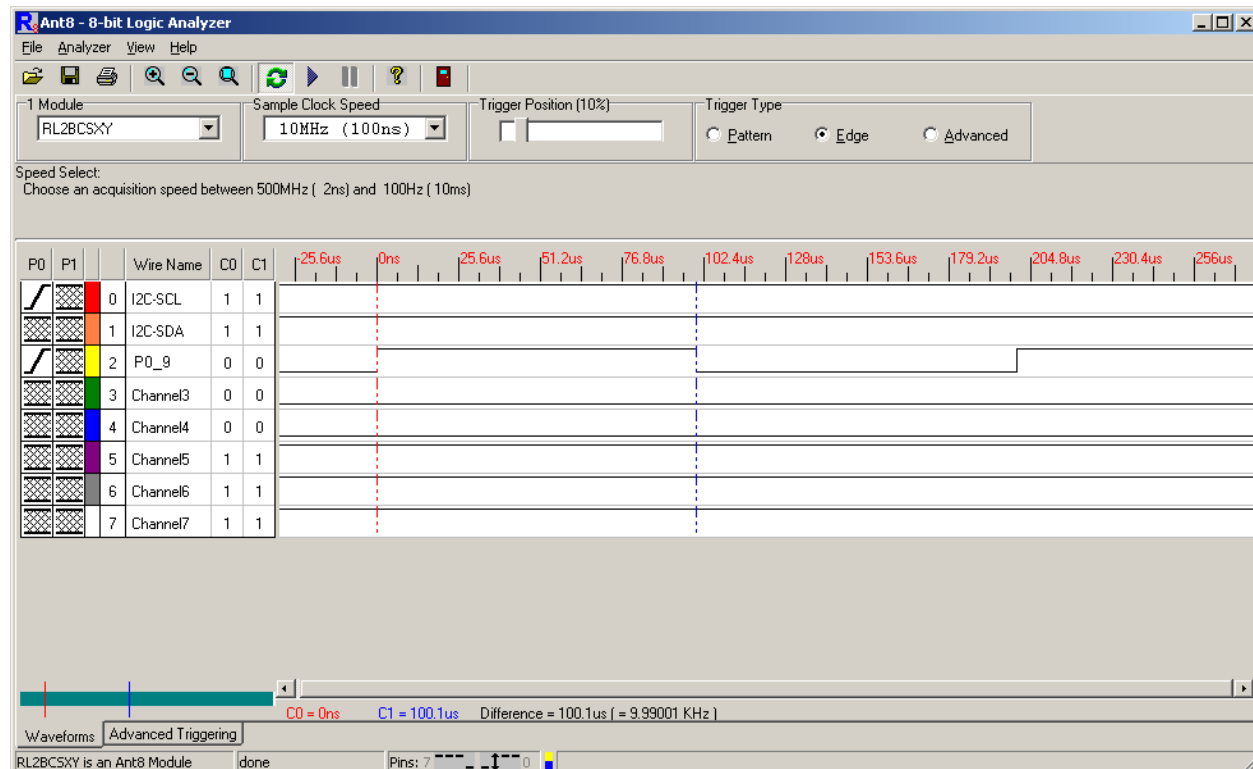 Ant8 - 8-bit Logic Analyzer
File Analyzer View Help
1 Module
RL2BCSXY
Sample Clock Speed
10MHz (100ns)
Trigger Position (10%)
Trigger Type
Pattern Edge Advanced
Speed Select:
Choose an acquisition speed between 500MHz ( 2ns) and 100Hz ( 10ms)
P0 P1 Wire Name C0 C1 -25.6us 0ns 25.6us 51.2us 76.8us 102.4us 128us 153.6us 179.2us 204.8us 230.4us 256us
0 I2C-SCL 1 1
1 I2C-SDA 1 1
2 P0_9 0 0
3 Channel3 0 0
4 Channel4 0 0
5 Channel5 1 1
6 Channel6 1 1
7 Channel7 1 1
C0 = 0ns C1 = 100.1us Difference = 100.1us ( = 9.99001 KHz )
Waveforms Advanced Triggering
RL2BCSXY is an Ant8 Module done Pins: 7 0